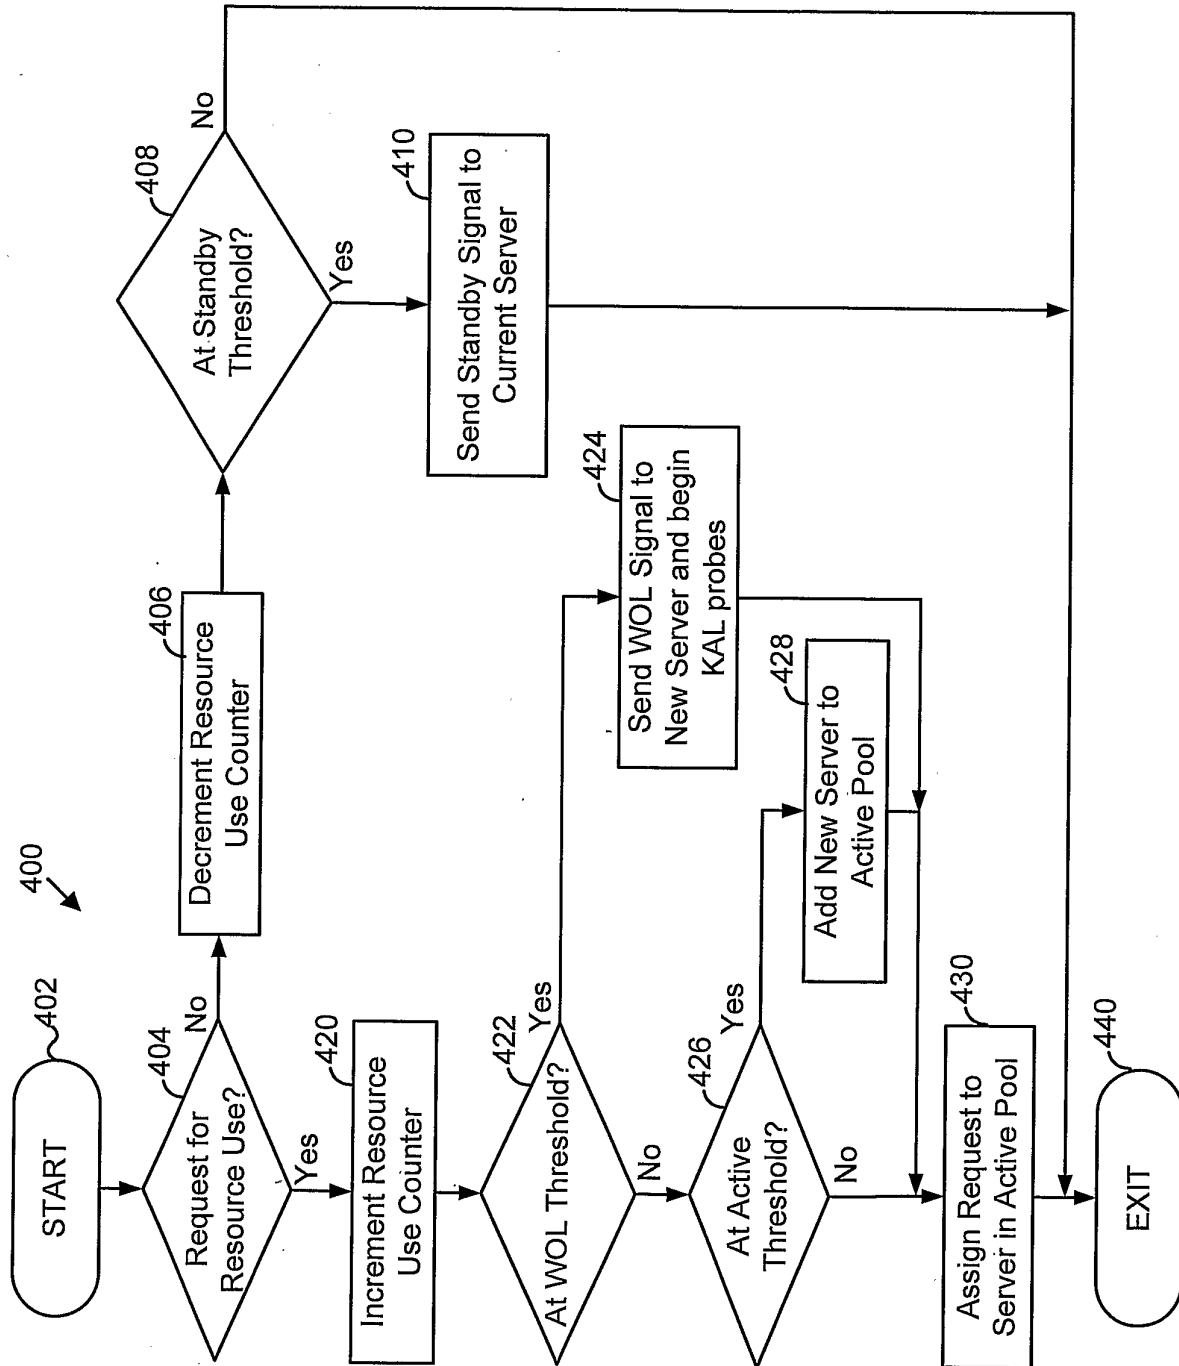 400
START
402
Request for
Resource Use?
404
No
Yes
Decrement Resource
Use Counter
406
At Standby
Threshold?
408
No
Yes
Send Standby Signal to
Current Server
410
Increment Resource
Use Counter
420
At WOL Threshold?
422
Yes
No
Send WOL Signal to
New Server and begin
KAL probes
424
At Active
Threshold?
426
Yes
No
Add New Server to
Active Pool
428
Assign Request to
Server in Active Pool
430
EXIT
440